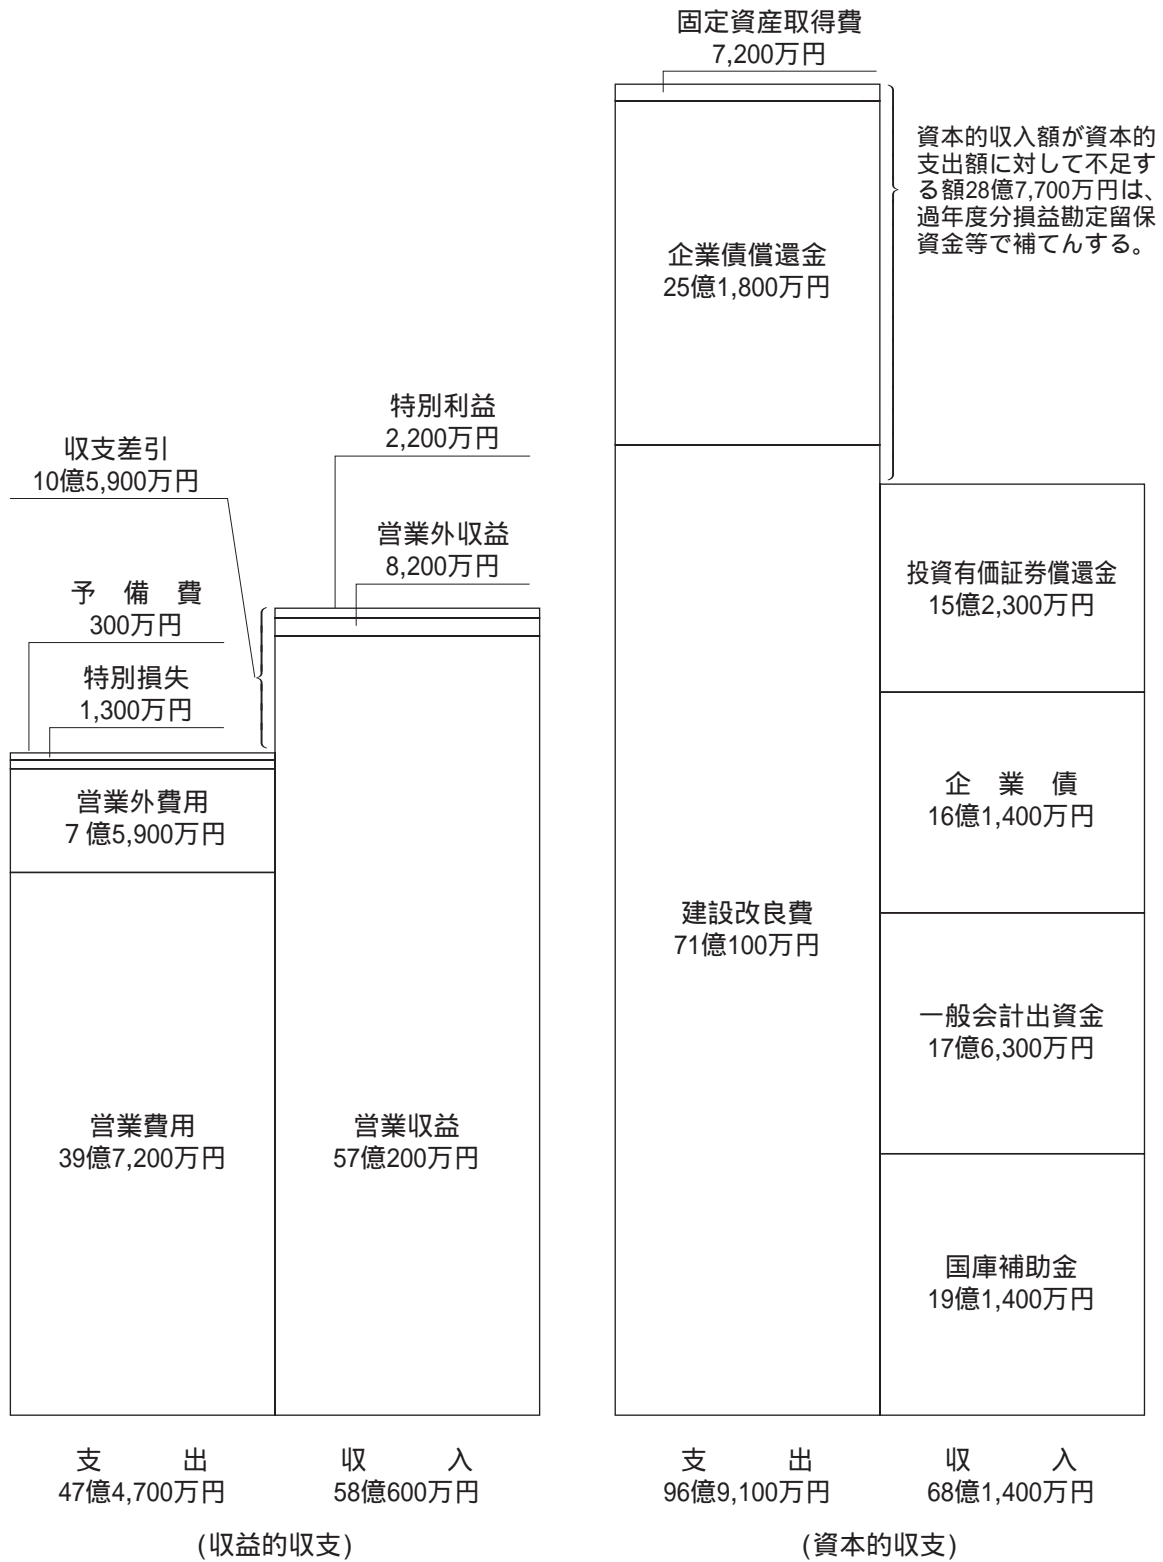 固定資産取得費
7,200万円
資本的収入額が資本的
支出額に対して不足す
る額28億7,700万円は、
過年度分損益勘定留保
資金等で補てんする。
企業債償還金
25億1,800万円
特別利益
2,200万円
収支差引
10億5,900万円
営業外収益
8,200万円
投資有価証券償還金
15億2,300万円
予備費
300万円
特別損失
1,300万円
営業外費用
7億5,900万円
企業債
16億1,400万円
建設改良費
71億100万円
一般会計出資金
17億6,300万円
営業費用
39億7,200万円
営業収益
57億200万円
国庫補助金
19億1,400万円
支出
47億4,700万円
収入
58億600万円
支出
96億9,100万円
収入
68億1,400万円
(収益的収支)
(資本的収支)